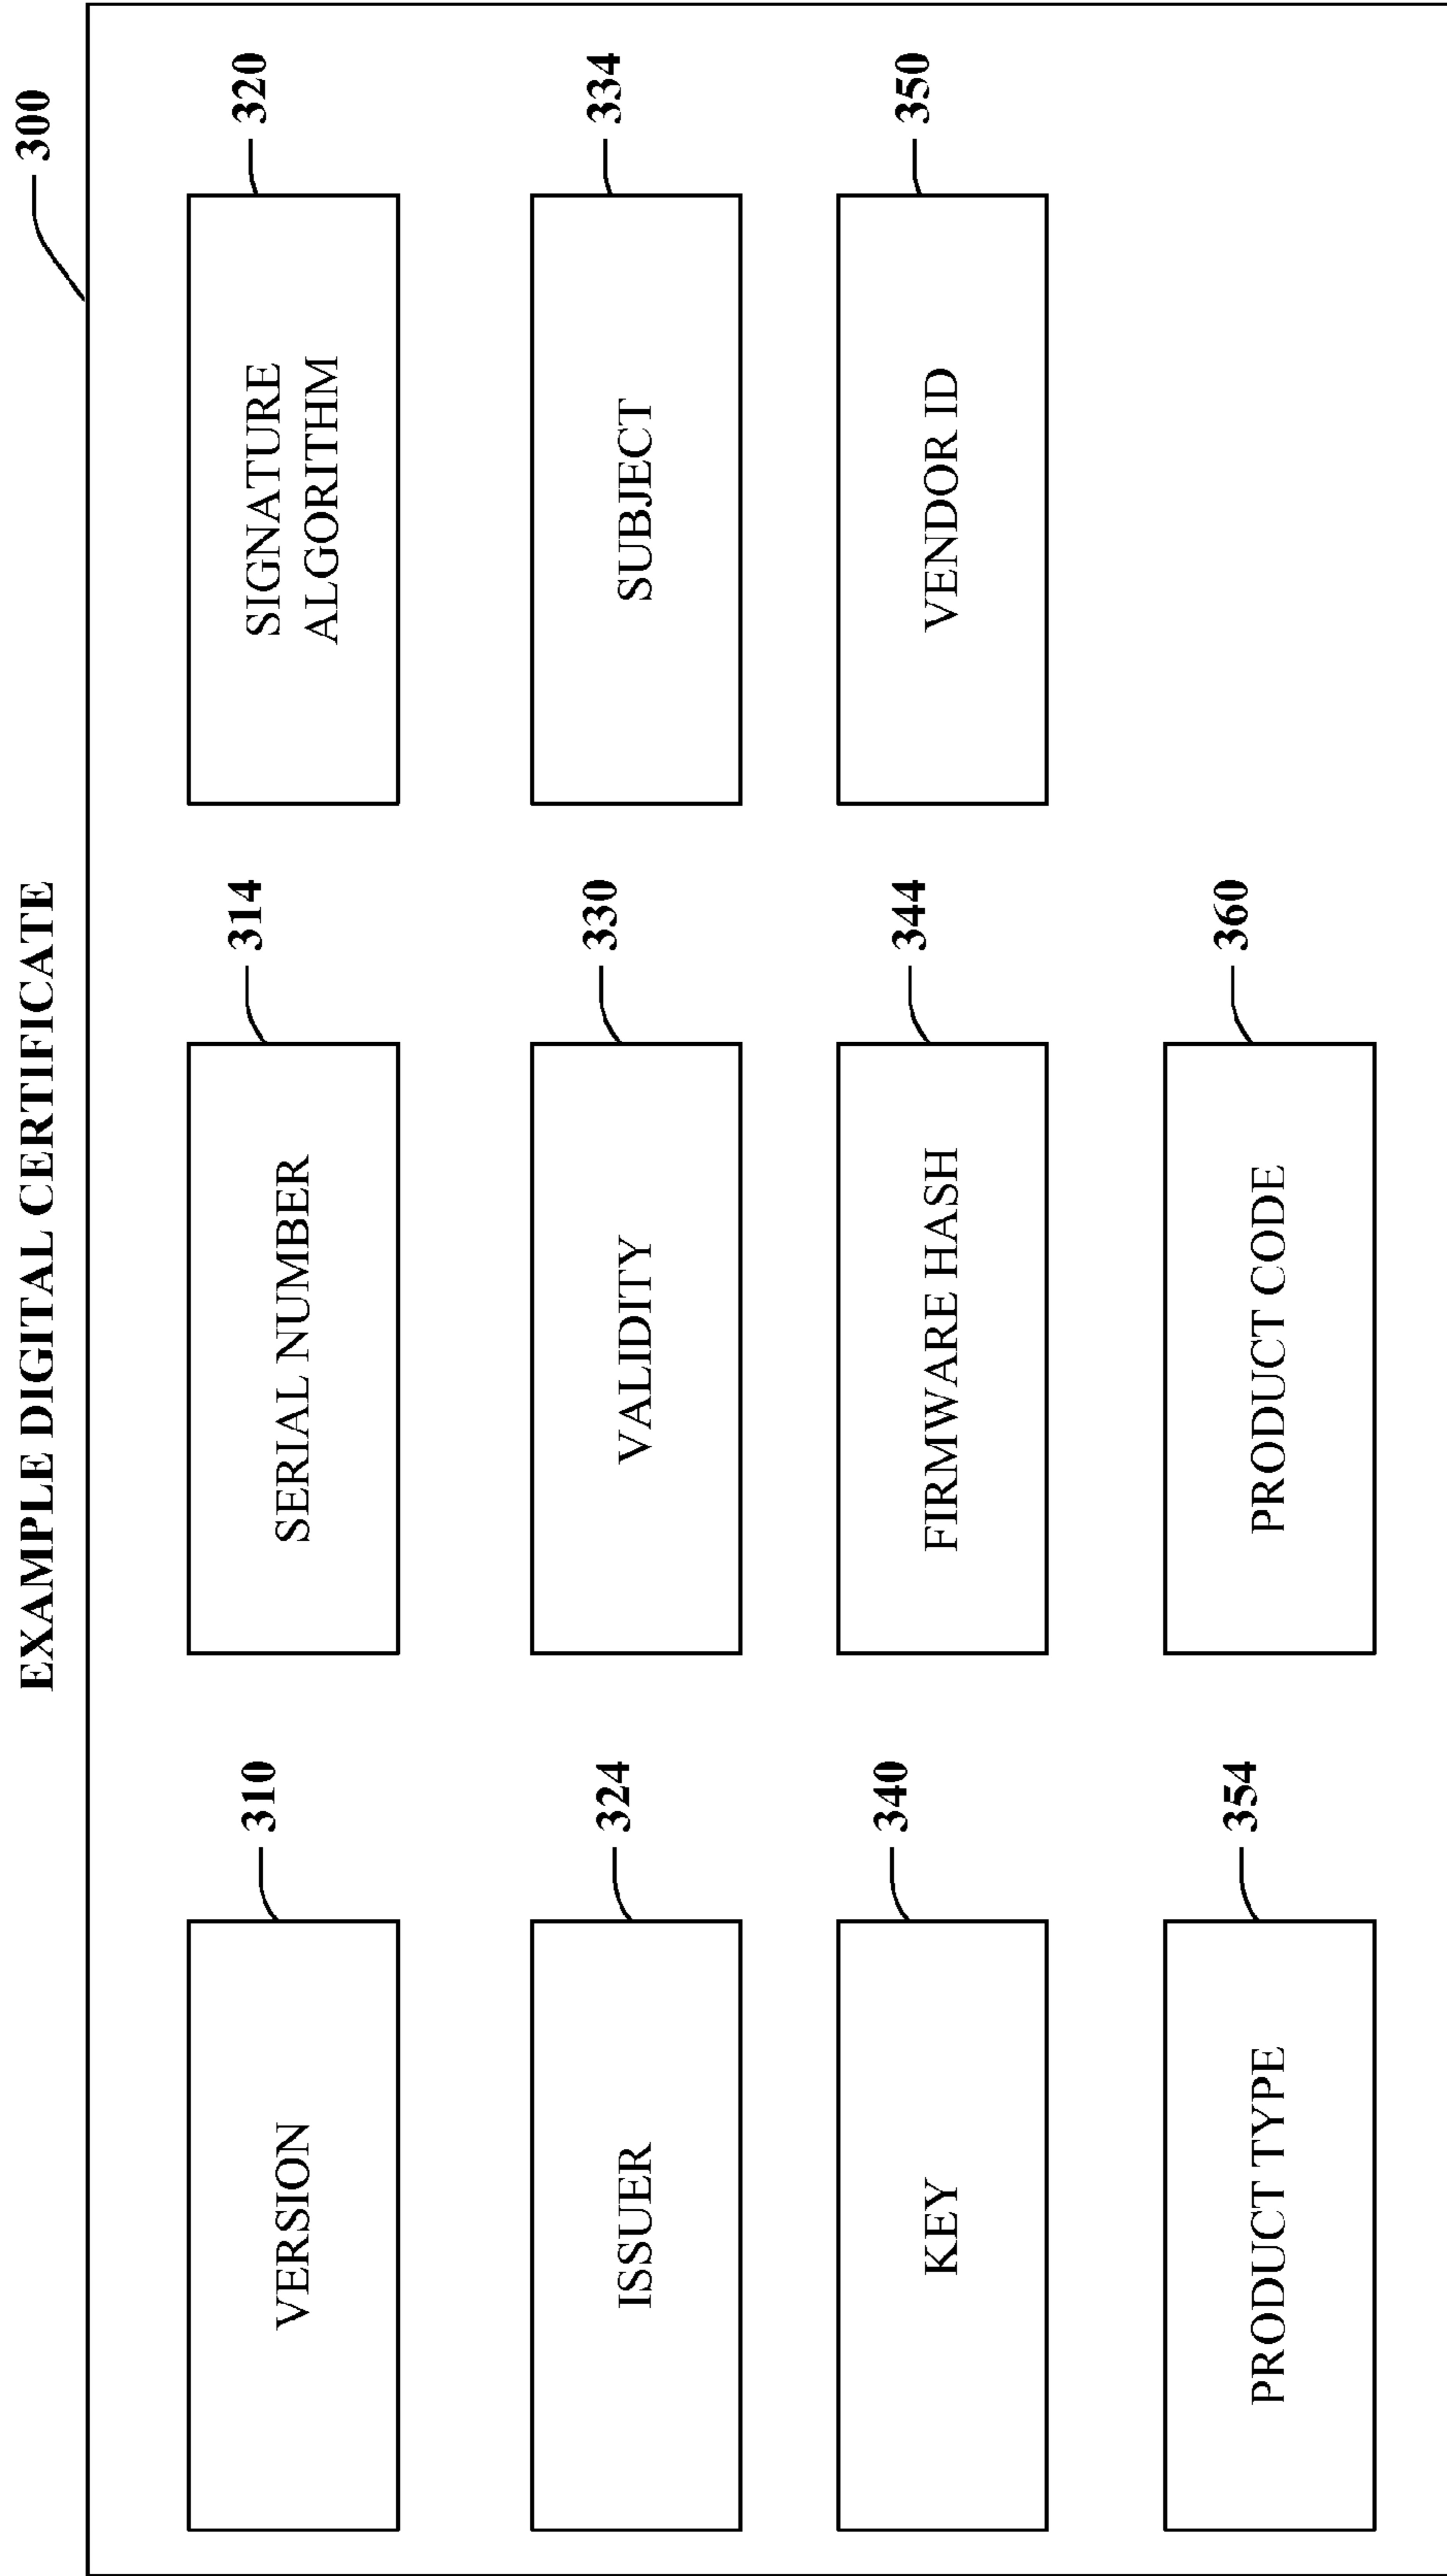 EXAMPLE DIGITAL CERTIFICATE
300
VERSION
310
SERIAL NUMBER
314
SIGNATURE
ALGORITHM
320
ISSUER
324
VALIDITY
330
SUBJECT
334
KEY
340
FIRMWARE HASH
344
VENDOR ID
350
PRODUCT TYPE
354
PRODUCT CODE
360